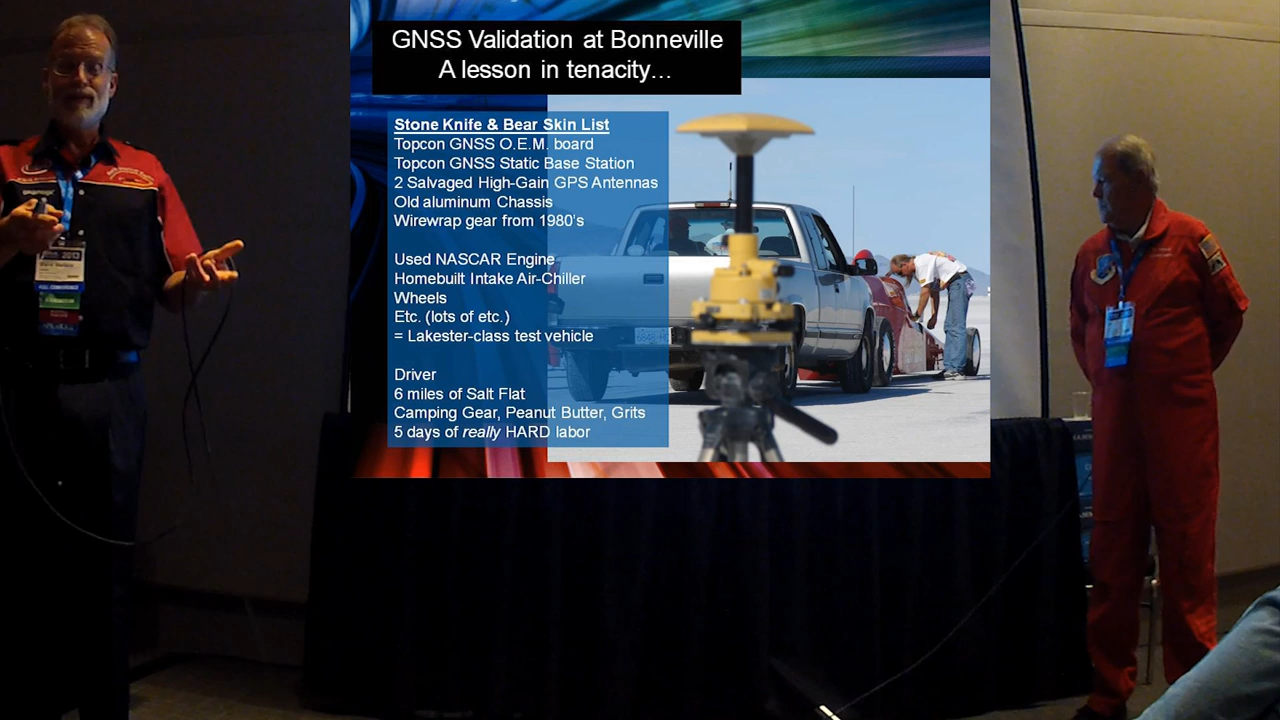 GNSS Validation at Bonneville
A lesson in tenacity...
Stone Knife & Bear Skin List
Topcon GNSS O.E.M. board
Topcon GNSS Static Base Station
2 Salvaged High-Gain GPS Antennas
Old aluminum Chassis
Wirewrap gear from 1980's
Used NASCAR Engine
Homebuilt Intake Air-Chiller
Wheels
Etc. (lots of etc.)
= Lakester-class test vehicle
Driver
6 miles of Salt Flat
Camping Gear, Peanut Butter, Grits
5 days of really HARD labor
2013